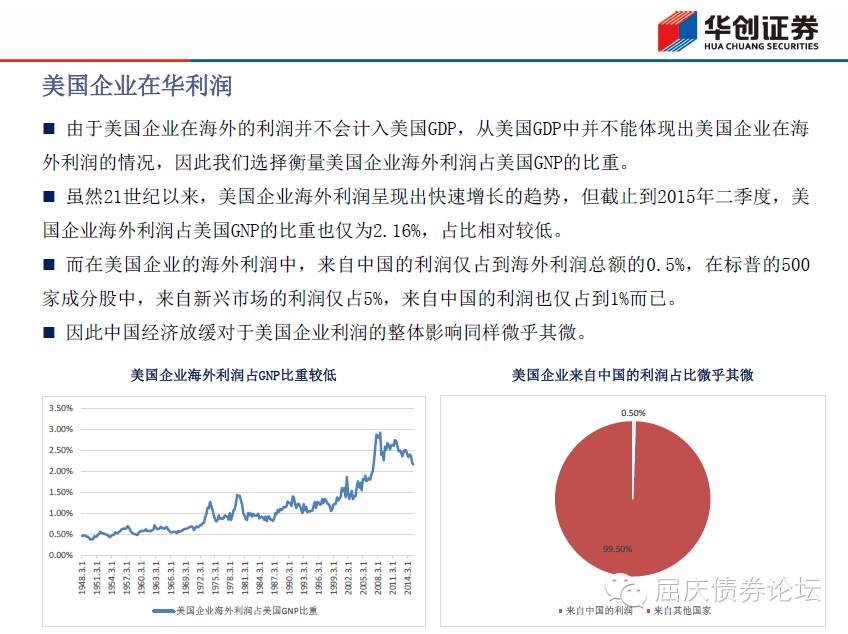 华创证券
HUA CHUANG SECURITIES
美国企业在华利润
■ 由于美国企业在海外的利润并不会计入美国GDP，从美国GDP中并不能体现出美国企业在海
外利润的情况，因此我们选择衡量美国企业海外利润占美国GNP的比重。
■ 虽然21世纪以来，美国企业海外利润呈现出快速增长的趋势，但截止到2015年二季度，美
国企业海外利润占美国GNP的比重也仅为2.16%，占比相对较低。
■ 而在美国企业的海外利润中，来自中国的利润仅占到海外利润总额的0.5%，在标普的500
家成分股中，来自新兴市场的利润仅占5%，来自中国的利润也仅占到1%而已。
■ 因此中国经济放缓对于美国企业利润的整体影响同样微乎其微。
美国企业海外利润占GNP比重较低
3.50%
3.00%
2.50%
2.00%
1.50%
1.00%
0.50%
0.00%
1948.3.1
1951.3.1
1954.3.1
1957.3.1
1960.3.1
1963.3.1
1966.3.1
1969.3.1
1972.3.1
1975.3.1
1978.3.1
1981.3.1
1984.3.1
1987.3.1
1990.3.1
1993.3.1
1996.3.1
1999.3.1
2002.3.1
2005.3.1
2008.3.1
2011.3.1
2014.3.1
美国企业海外利润占美国GNP比重
美国企业来自中国的利润占比微乎其微
0.50%
99.50%
来自中国的利润
来自其他国家
屈庆债券论坛